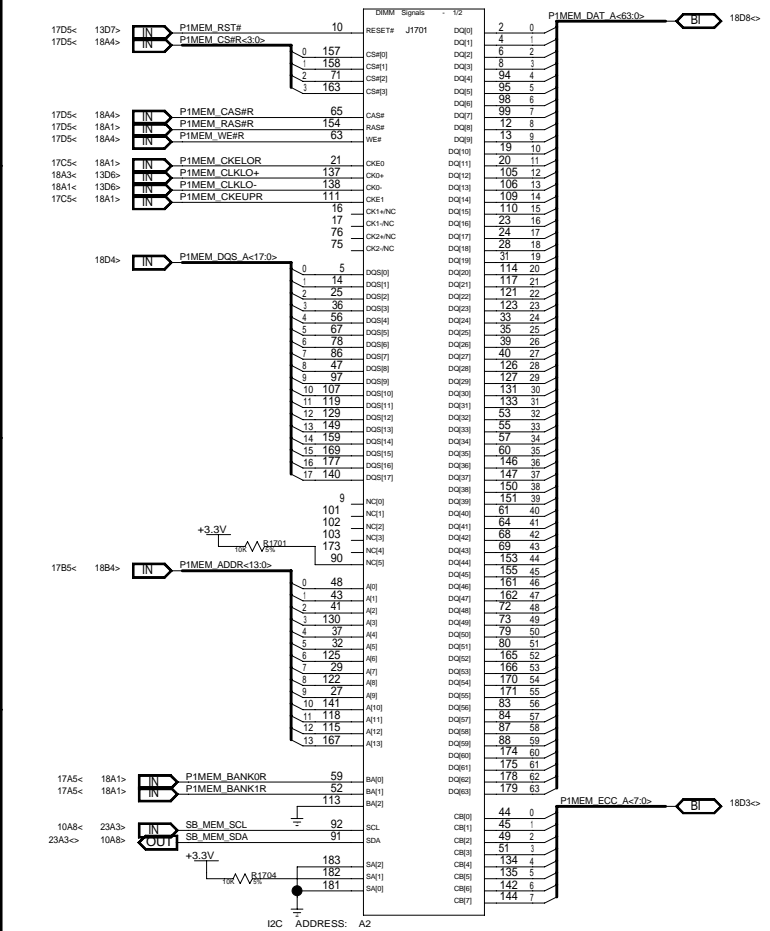 DIMM Signals - 1/2
J1701
17D5< 13D7> IN P1MEM_RST# 10 RESET#
17D5< 18A4> IN P1MEM_CS#R<3:0>
0 157 CS#[0]
1 158 CS#[1]
2 71 CS#[2]
3 163 CS#[3]
17D5< 18A4> IN P1MEM_CAS#R 65 CAS#
17D5< 18A1> IN P1MEM_RAS#R 154 RAS#
17D5< 18A4> IN P1MEM_WE#R 63 WE#
17C5< 18A1> IN P1MEM_CKELOR 21 CKE0
18A3< 13D6> IN P1MEM_CLKLO+ 137 CK0+
18A1< 13D6> IN P1MEM_CLKLO- 138 CK0-
17C5< 18A1> IN P1MEM_CKEUPR 111 CKE1
16 CK1+/NC
17 CK1-/NC
76 CK2+/NC
75 CK2-/NC
18D4> IN P1MEM_DQS_A<17:0>
0 5 DQS[0]
1 14 DQS[1]
2 25 DQS[2]
3 36 DQS[3]
4 56 DQS[4]
5 67 DQS[5]
6 78 DQS[6]
7 86 DQS[7]
8 47 DQS[8]
9 97 DQS[9]
10 107 DQS[10]
11 119 DQS[11]
12 129 DQS[12]
13 149 DQS[13]
14 159 DQS[14]
15 169 DQS[15]
16 177 DQS[16]
17 140 DQS[17]
9 NC[0]
101 NC[1]
102 NC[2]
103 NC[3]
173 NC[4]
90 NC[5]
+3.3V
R1701
10K 5%
17B5< 18B4> IN P1MEM_ADDR<13:0>
0 48 A[0]
1 43 A[1]
2 41 A[2]
3 130 A[3]
4 37 A[4]
5 32 A[5]
6 125 A[6]
7 29 A[7]
8 122 A[8]
9 27 A[9]
10 141 A[10]
11 118 A[11]
12 115 A[12]
13 167 A[13]
17A5< 18A1> IN P1MEM_BANK0R 59 BA[0]
17A5< 18A1> IN P1MEM_BANK1R 52 BA[1]
113 BA[2]
10A8< 23A3> IN SB_MEM_SCL 92 SCL
23A3<> 10A8> OUT SB_MEM_SDA 91 SDA
+3.3V
R1704
10K 5%
183 SA[2]
182 SA[1]
181 SA[0]
I2C ADDRESS: A2
P1MEM_DAT_A<63:0> BI 18D8<>
DQ[0] 2 0
DQ[1] 4
DQ[2] 6 2
DQ[3] 8 3
DQ[4] 94 4
DQ[5] 95 5
DQ[6] 98 6
DQ[7] 99 7
DQ[8] 12 8
DQ[9] 13 9
DQ[10] 19 10
DQ[11] 20 11
DQ[12] 105 12
DQ[13] 106 13
DQ[14] 109 14
DQ[15] 110 15
DQ[16] 23 16
DQ[17] 24 17
DQ[18] 28 18
DQ[19] 31 19
DQ[20] 114 20
DQ[21] 117 21
DQ[22] 121 22
DQ[23] 123 23
DQ[24] 33 24
DQ[25] 35 25
DQ[26] 39 26
DQ[27] 40 27
DQ[28] 126 28
DQ[29] 127 29
DQ[30] 131 30
DQ[31] 133 31
DQ[32] 53 32
DQ[33] 55 33
DQ[34] 57 34
DQ[35] 60 35
DQ[36] 146 36
DQ[37] 147 37
DQ[38] 150 38
DQ[39] 151 39
DQ[40] 61 40
DQ[41] 64 41
DQ[42] 68 42
DQ[43] 69 43
DQ[44] 153 44
DQ[45] 155 45
DQ[46] 161 46
DQ[47] 162 47
DQ[48] 72 48
DQ[49] 73 49
DQ[50] 79 50
DQ[51] 80 51
DQ[52] 165 52
DQ[53] 166 53
DQ[54] 170 54
DQ[55] 171 55
DQ[56] 83 56
DQ[57] 84 57
DQ[58] 87 58
DQ[59] 88 59
DQ[60] 174 60
DQ[61] 175 61
DQ[62] 178 62
DQ[63] 179 63
P1MEM_ECC_A<7:0> BI 18D3<>
CB[0] 44 0
CB[1] 45 1
CB[2] 49 2
CB[3] 51 3
CB[4] 134 4
CB[5] 135 5
CB[6] 142 6
CB[7] 144 7